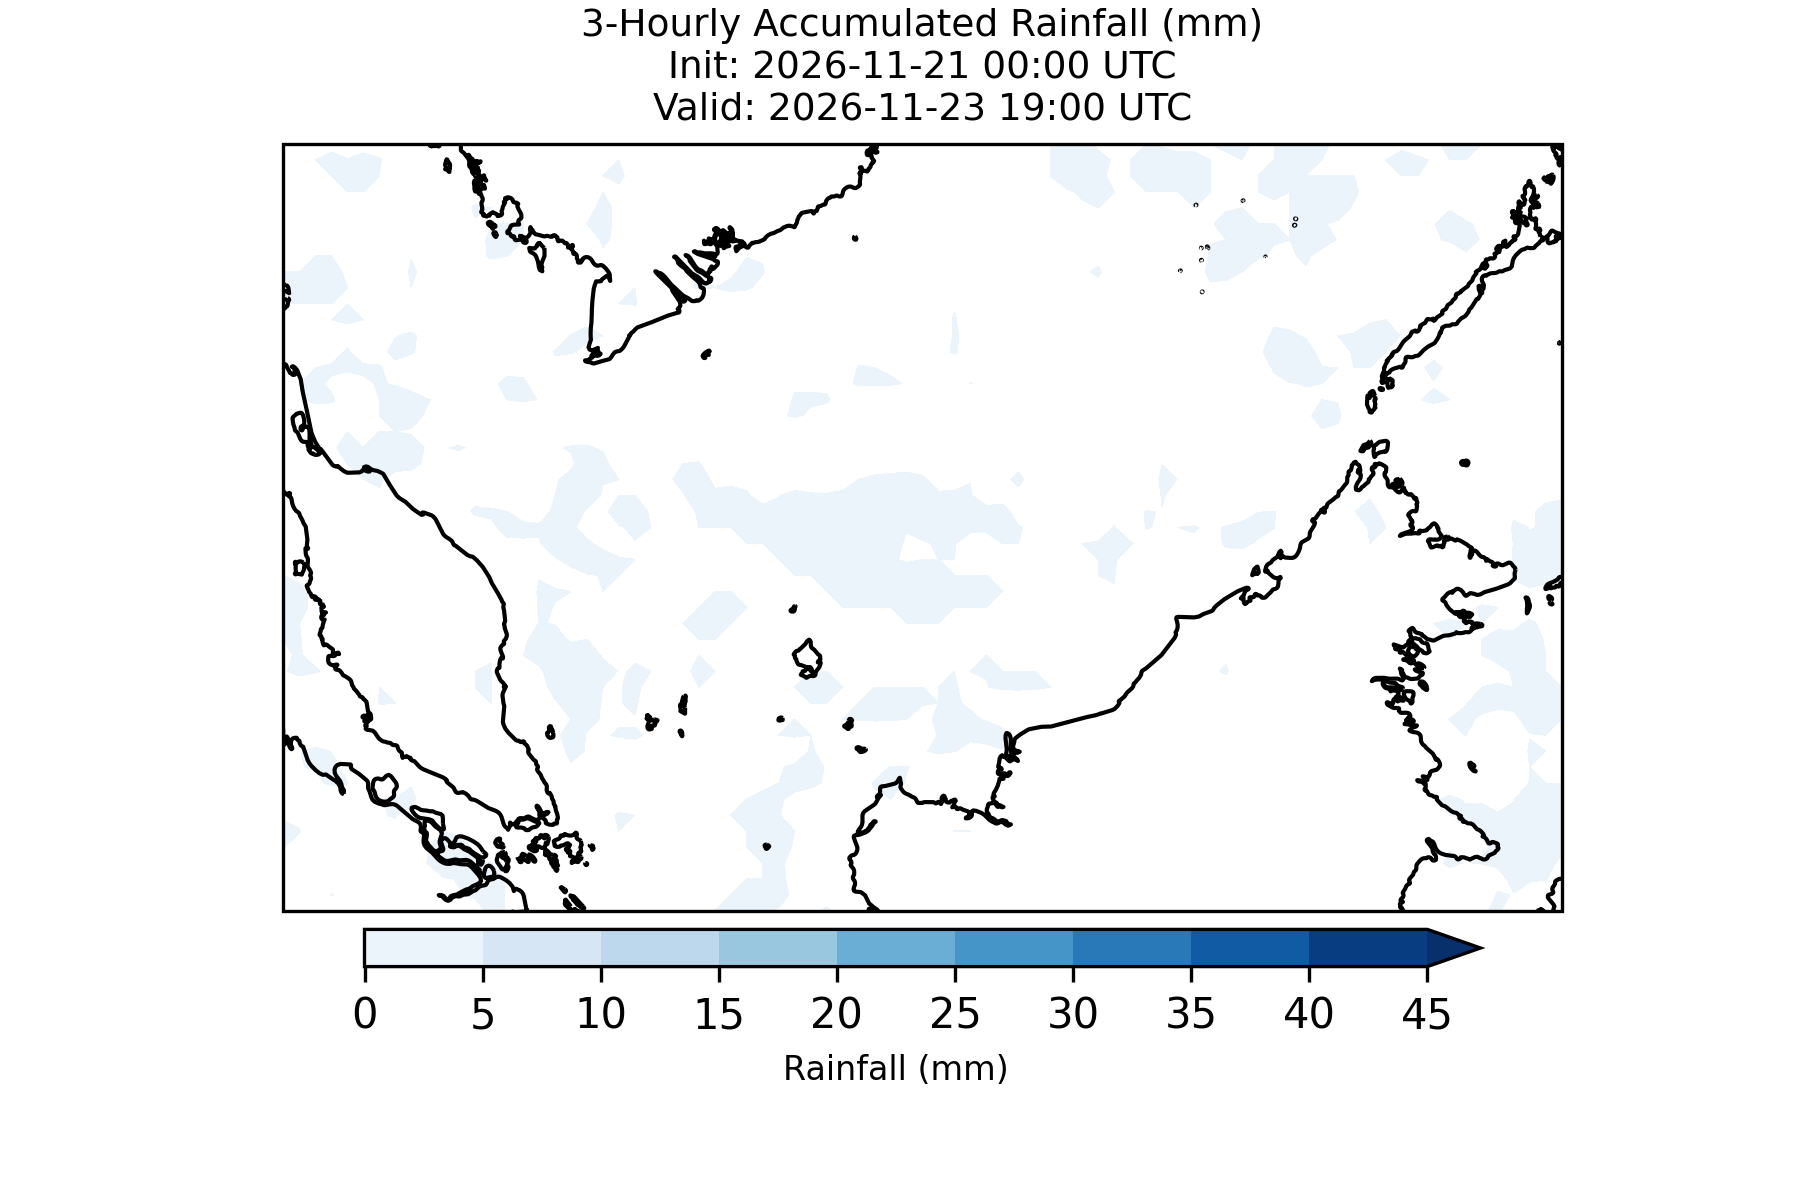 3-Hourly Accumulated Rainfall (mm)
Init: 2026-11-21 00:00 UTC
Valid: 2026-11-23 19:00 UTC
0 5 10 15 20 25 30 35 40 45
Rainfall (mm)